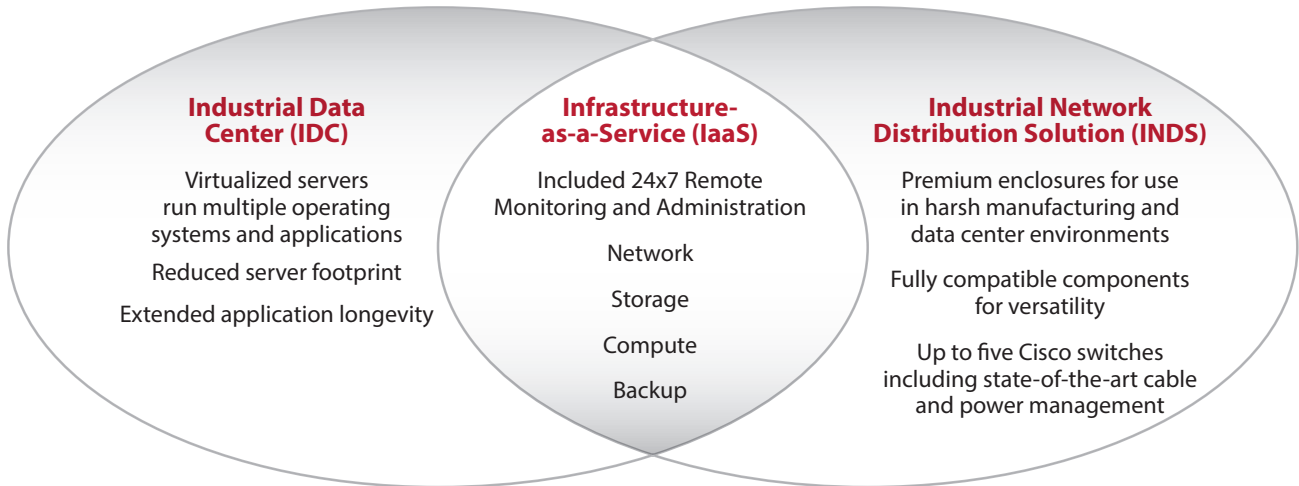 Industrial Data
Center (IDC)
Virtualized servers
run multiple operating
systems and applications
Reduced server footprint
Extended application longevity
Infrastructure-
as-a-Service (IaaS)
Included 24x7 Remote
Monitoring and Administration
Network
Storage
Compute
Backup
Industrial Network
Distribution Solution (INDS)
Premium enclosures for use
in harsh manufacturing and
data center environments
Fully compatible components
for versatility
Up to five Cisco switches
including state-of-the-art cable
and power management